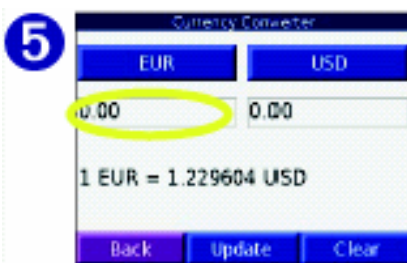 5
Currency Converter
EUR USD
0.00 0.00
1 EUR = 1.229604 USD
Back Update Clear